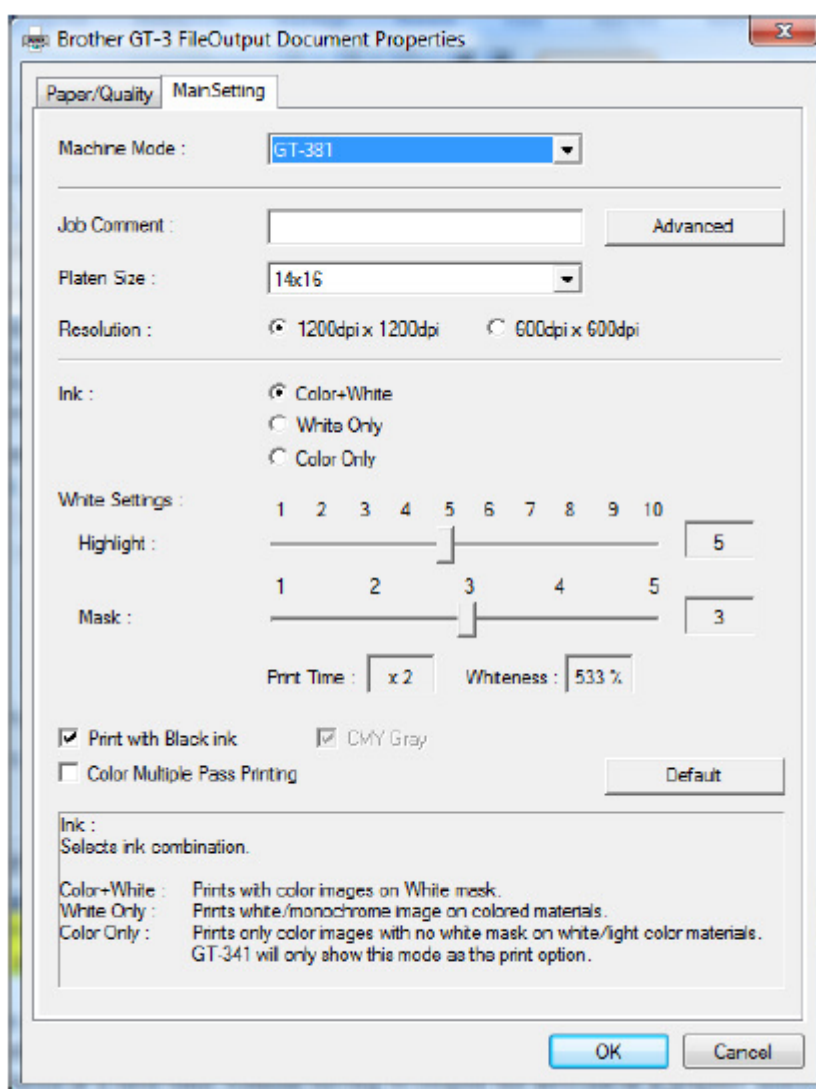 Brother GT-3 FileOutput Document Properties
Paper/Quality MainSetting
Machine Mode : GT-381
Job Comment : Advanced
Platen Size : 14x16
Resolution : 1200dpi x 1200dpi 600dpi x 600dpi
Ink : Color+White
White Only
Color Only
White Settings : 1 2 3 4 5 6 7 8 9 10
Highlight : 5
1 2 3 4 5
Mask : 3
Print Time : x 2 Whiteness : 533 %
Print with Black ink CMY Gray
Color Multiple Pass Printing Default
Ink :
Selects ink combination.
Color+White : Prints with color images on White mask.
White Only : Prints white/monochrome image on colored materials.
Color Only : Prints only color images with no white mask on white/light color materials.
GT-341 will only show this mode as the print option.
OK Cancel